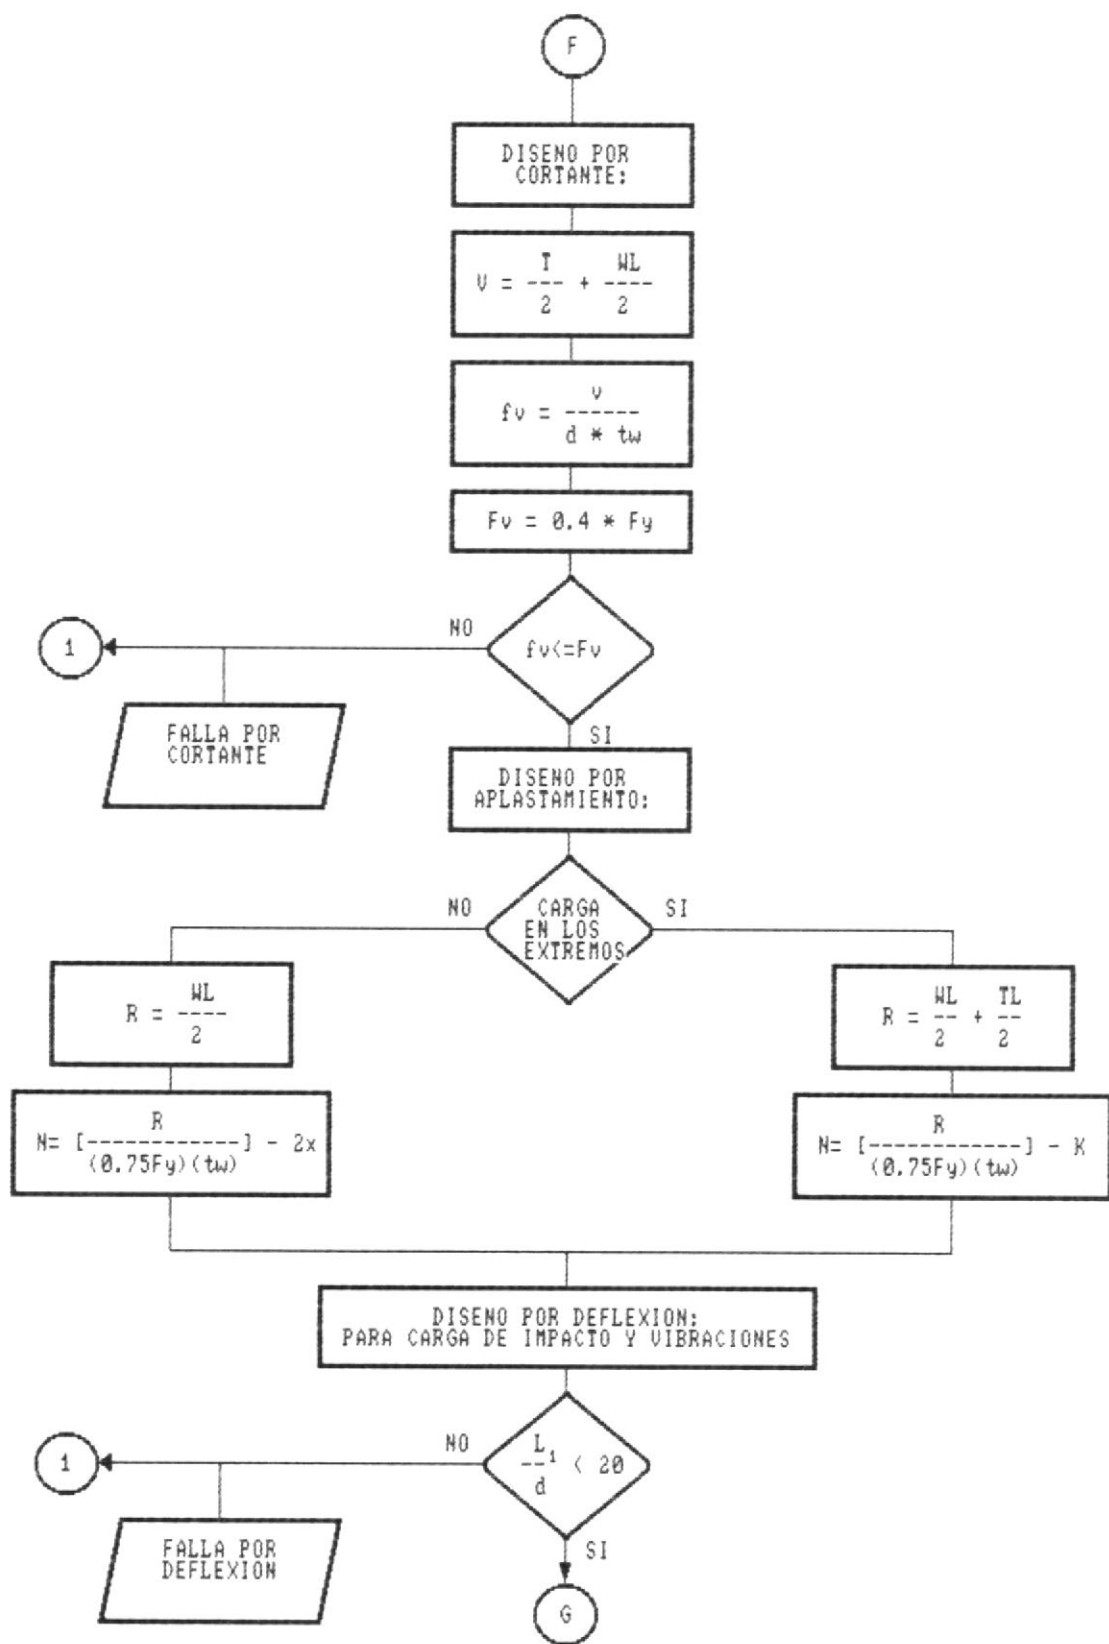 F
DISENO POR
CORTANTE:
V = T/2 + WL/2
fv = v/d * tw
Fv = 0.4 * Fy
fv<=Fv
NO
1
FALLA POR
CORTANTE
SI
DISENO POR
APLASTAMIENTO:
CARGA
EN LOS
EXTREMOS
NO
SI
R = WL/2
R = WL/2 + TL/2
N= [R/(0.75Fy)(tw)] - 2x
N= [R/(0.75Fy)(tw)] - K
DISENO POR DEFLEXION:
PARA CARGA DE IMPACTO Y VIBRACIONES
L/d¹ < 20
NO
1
FALLA POR
DEFLEXION
SI
G